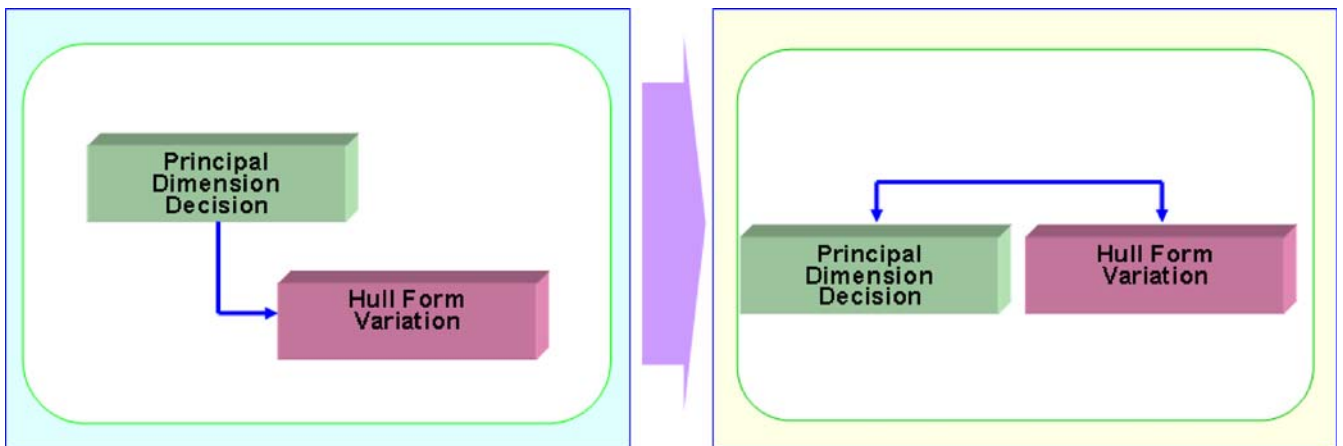 Principal
Dimension
Decision
Hull Form
Variation
Principal
Dimension
Decision
Hull Form
Variation